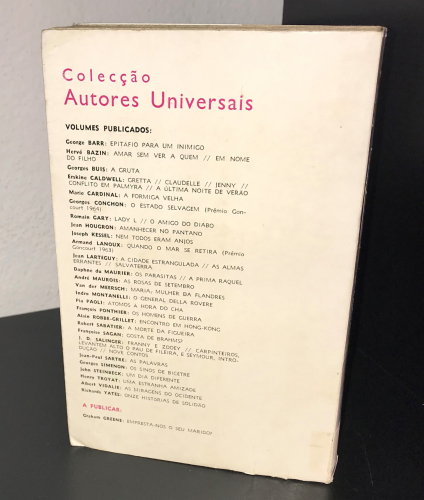 Colecção
Autores Universais
VOLUMES PUBLICADOS:
George BARR: EPITAFIO PARA UM INIMIGO
Hervé BAZIN: AMAR SEM VER A QUEM // EM NOME
DO FILHO
Georges BUIS: A GRUTA
Erskine CALDWELL: GRETTA // CLAUDELLE // JENNY //
CONFLITO EM PALMYRA // A ÚLTIMA NOITE DE VERÃO
Marie CARDINAL: A FORMIGA VELHA
Georges CONCHON: O ESTADO SELVAGEM (Prémio Gon-
court 1964)
Romain GARY: LADY L // O AMIGO DO DIABO
Jean HOUGRON: AMANHECER NO PANTANO
Joseph KESSEL: NEM TODOS ERAM ANJOS
Armand LANOUX: QUANDO O MAR SE RETIRA (Prémio
Goncourt 1963)
Jean LARTÉGUY: A CIDADE ESTRANGULADA // AS ALMAS
ERRANTES // SALVATERRA
Daphne du MAURIER: OS PARASITAS // A PRIMA RAQUEL
André MAUROIS: AS ROSAS DE SETEMBRO
Van der MEERSCH: MARIA, MULHER DA FLANDRES
Indro MONTANELLI: O GENERAL DELLA ROVERE
Pia PAOLI: ATOMOS A HORA DO CHA
François PONTHIER: OS HOMENS DE GUERRA
Alain ROBBE-GRILLET: ENCONTRO EM HONG-KONG
Robert SABATIER: A MORTE DA FIGUEIRA
Françoise SAGAN: GOSTA DE BRAHMS?
J. D. SALINGER: FRANNY E ZOOEY // CARPINTEIROS,
LEVANTEM ALTO O PAU DE FILEIRA, E SEYMOUR, INTRO-
DUÇÃO // NOVE CONTOS
Jean-Paul SARTRE: AS PALAVRAS
Georges SIMENON: OS SINOS DE BICETRE
John STEINBECK: UM DIA DIFERENTE
Henry TROYAT: UMA ESTRANHA AMIZADE
Albert VIDALIE: AS MIRAGENS DO OCIDENTE
Richards YATES: ONZE HISTÓRIAS DE SOLIDÃO
A PUBLICAR:
Graham GREENE: EMPRESTA-NOS O SEU MARIDO?